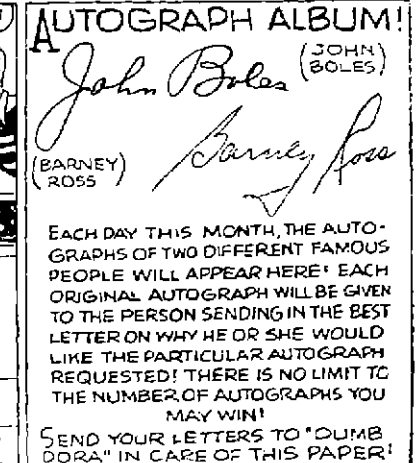 AUTOGRAPH ALBUM!
John Boles
(JOHN BOLES)
Barney Ross
(BARNEY ROSS)
EACH DAY THIS MONTH, THE AUTO-
GRAPHS OF TWO DIFFERENT FAMOUS
PEOPLE WILL APPEAR HERE! EACH
ORIGINAL AUTOGRAPH WILL BE GIVEN
TO THE PERSON SENDING IN THE BEST
LETTER ON WHY HE OR SHE WOULD
LIKE THE PARTICULAR AUTOGRAPH
REQUESTED! THERE IS NO LIMIT TO
THE NUMBER OF AUTOGRAPHS YOU
MAY WIN!
SEND YOUR LETTERS TO "DUMB
DORA" IN CARE OF THIS PAPER!